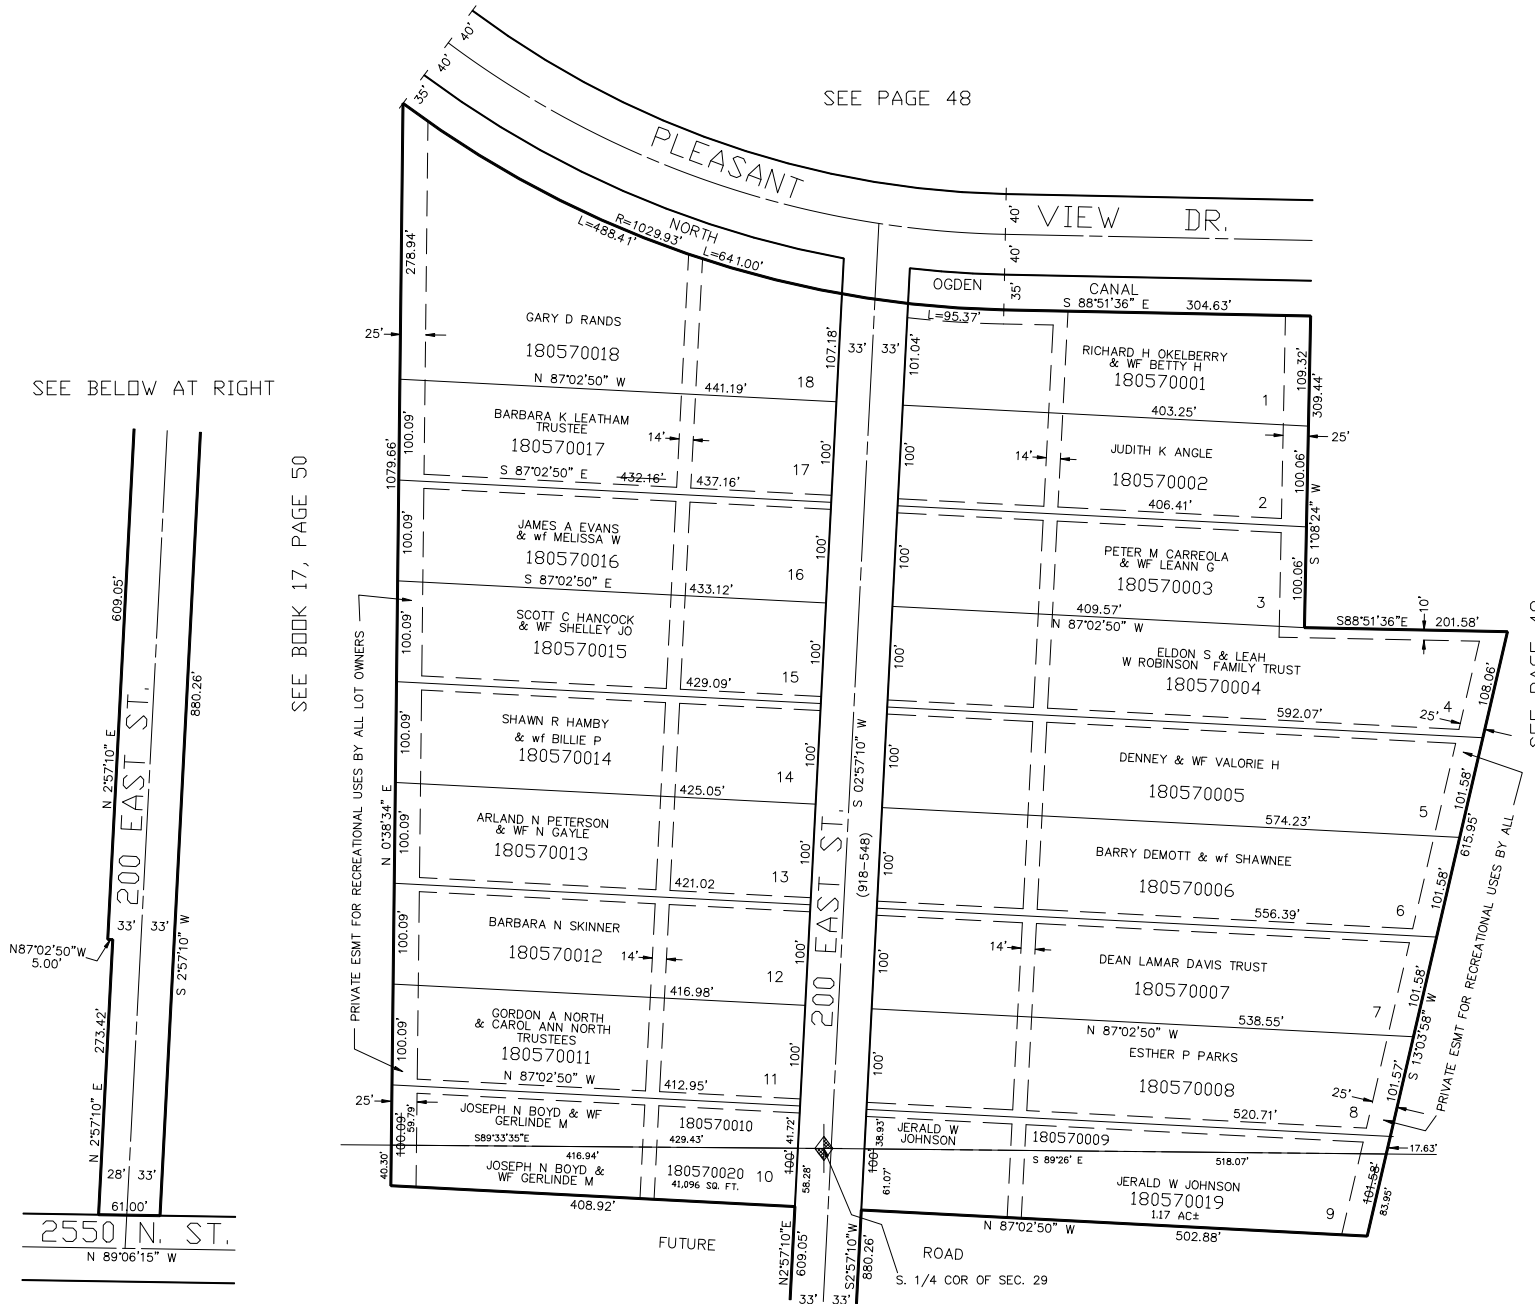 SEE PAGE 48
40'
40'
40'
35'
PLEASANT
VIEW DR.
40'
40'
35'
NORTH
R=1029.93'
L=488.41'
L=641.00'
OGDEN
CANAL
S 88°51'36" E 304.63'
L=95.37'
278.94'
25'
GARY D RANDS
180570018
N 87°02'50" W
441.19'
18
107.18'
33' 33'
101.04'
RICHARD H OKELBERRY
& WF BETTY H
180570001
1
403.25'
109.32'
309.44'
25'
SEE BELOW AT RIGHT
BARBARA K LEATHAM
TRUSTEE
180570017
14'
S 87°02'50" E
432.16'
437.16'
17
100.09'
1079.66'
100'
100'
14'
JUDITH K ANGLE
180570002
406.41'
2
100.06'
S 1°08'24" W
SEE BOOK 17, PAGE 50
JAMES A EVANS
& wf MELISSA W
180570016
S 87°02'50" E
433.12'
16
100.09'
100'
100'
PETER M CARREOLA
& WF LEANN G
180570003
3
409.57'
N 87°02'50" W
100.06'
S88°51'36"E 201.58'
10'
SCOTT C HANCOCK
& WF SHELLEY JO
180570015
15
429.09'
100.09'
100'
100'
ELDON S & LEAH
W ROBINSON FAMILY TRUST
180570004
592.07'
25'
4
108.06'
SHAWN R HAMBY
& wf BILLIE P
180570014
14
425.05'
100.09'
100'
100'
S 02°57'10" W
DENNEY & WF VALORIE H
180570005
574.23'
5
101.58'
615.95'
N 0°38'34" E
ARLAND N PETERSON
& WF N GAYLE
180570013
13
421.02
100.09'
100'
100'
(918-548)
200 EAST ST.
BARRY DEMOTT & wf SHAWNEE
180570006
556.39'
6
101.58'
BARBARA N SKINNER
180570012
14'
12
416.98'
100.09'
100'
100'
14'
DEAN LAMAR DAVIS TRUST
180570007
538.55'
7
101.58'
N 87°02'50" W
S 13°03'58" W
GORDON A NORTH
& CAROL ANN NORTH
TRUSTEES
180570011
N 87°02'50" W
412.95'
11
100.09'
100'
100'
ESTHER P PARKS
180570008
520.71'
25'
8
101.57'
PRIVATE ESMT FOR RECREATIONAL USES BY ALL LOT OWNERS
PRIVATE ESMT FOR RECREATIONAL USES BY ALL
25'
JOSEPH N BOYD & WF
GERLINDE M
180570010
S89°33'35"E
429.43'
416.94'
100.09'
59.79'
40.30'
41.72'
100'
58.28'
JOSEPH N BOYD &
WF GERLINDE M
180570020 10
41,096 SQ. FT.
408.92'
JERALD W
JOHNSON
180570009
S 89°26' E
518.07'
17.63'
38.93'
100'
61.07'
JERALD W JOHNSON
180570019
1.17 AC±
9
101.58'
83.95'
N 87°02'50" W
502.88'
FUTURE
ROAD
S. 1/4 COR OF SEC. 29
N2°57'10"E
609.05'
S2°57'10"W
880.26'
33' 33'
609.05'
N 2°57'10" E
200 EAST ST.
880.26'
S 2°57'10" W
33' 33'
N87°02'50"W
5.00'
273.42'
N 2°57'10" E
28' 33'
61.00'
2550 N. ST.
N 89°06'15" W